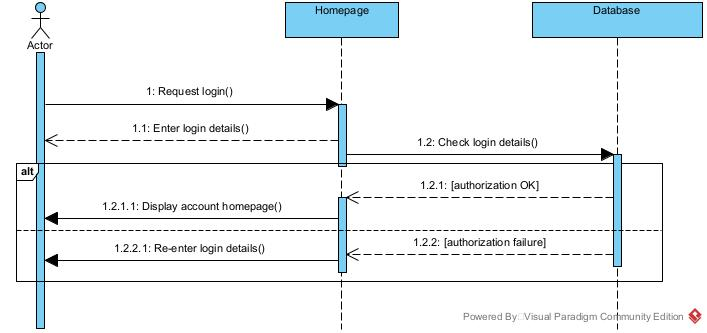 Homepage
Database
Actor
1: Request login()
1.1: Enter login details()
1.2: Check login details()
alt
1.2.1: [authorization OK]
1.2.1.1: Display account homepage()
1.2.2: [authorization failure]
1.2.2.1: Re-enter login details()
Powered By Visual Paradigm Community Edition